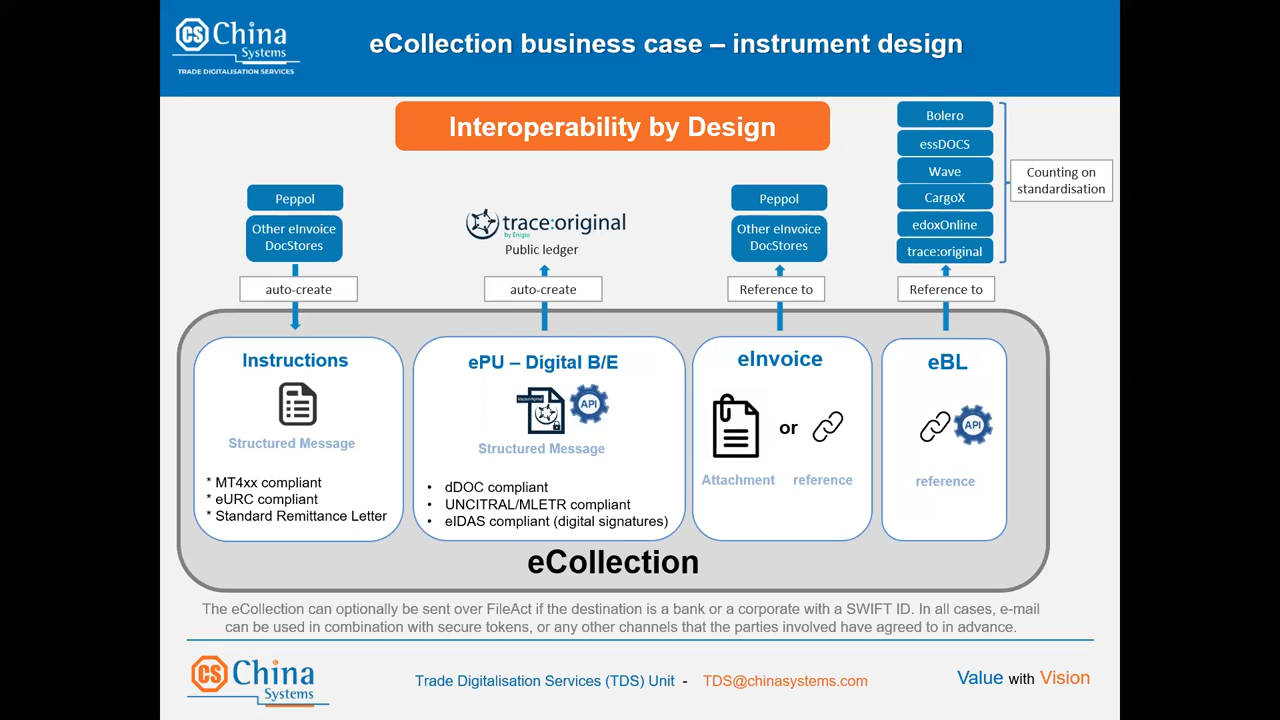 CS China
Systems
TRADE DIGITALISATION SERVICES
eCollection business case – instrument design
Interoperability by Design
Peppol
Other eInvoice
DocStores
auto-create
trace:original
by Enigio
Public ledger
auto-create
Peppol
Other eInvoice
DocStores
Reference to
Bolero
essDOCS
Wave
CargoX
edoxOnline
trace:original
Reference to
Counting on
standardisation
Instructions
Structured Message
* MT4xx compliant
* eURC compliant
* Standard Remittance Letter
ePU – Digital B/E
trace:original
API
Structured Message
• dDOC compliant
• UNCITRAL/MLETR compliant
• eIDAS compliant (digital signatures)
eInvoice
or
Attachment reference
eBL
API
reference
eCollection
The eCollection can optionally be sent over FileAct if the destination is a bank or a corporate with a SWIFT ID. In all cases, e-mail
can be used in combination with secure tokens, or any other channels that the parties involved have agreed to in advance.
CS China
Systems
Trade Digitalisation Services (TDS) Unit - TDS@chinasystems.com
Value with Vision